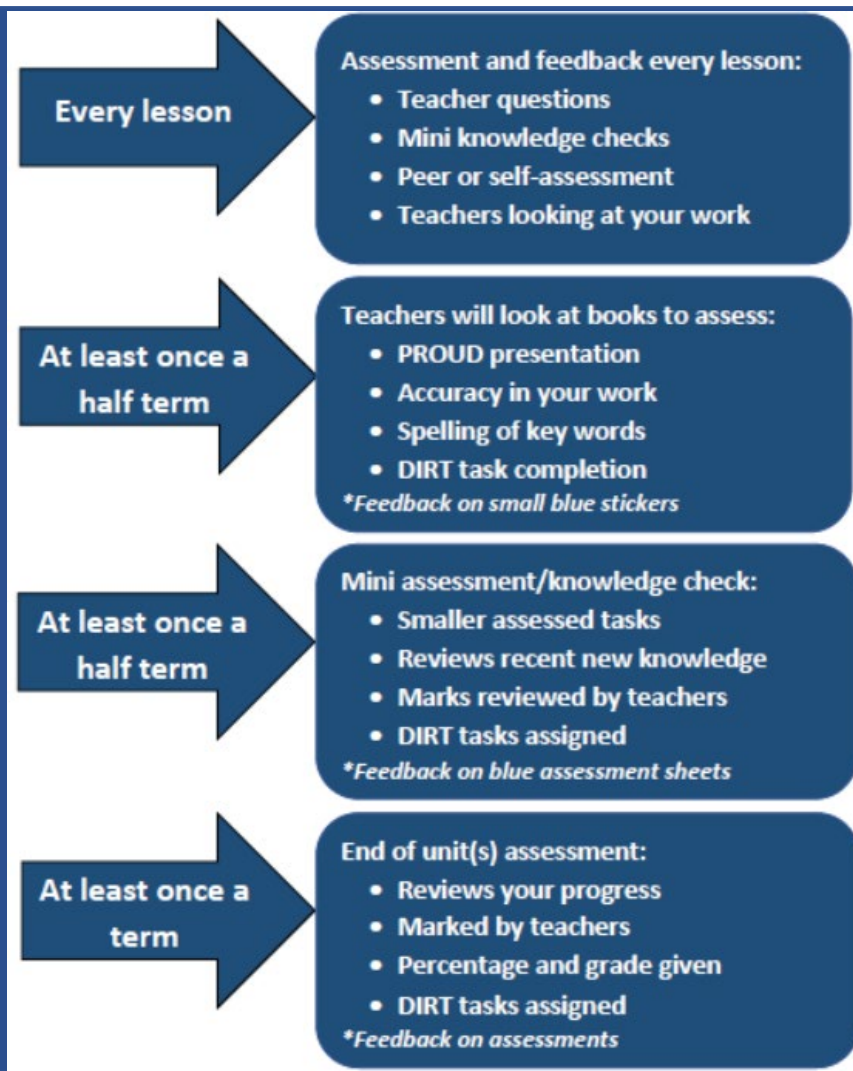 Every lesson
Assessment and feedback every lesson:
• Teacher questions
• Mini knowledge checks
• Peer or self-assessment
• Teachers looking at your work
At least once a
half term
Teachers will look at books to assess:
• PROUD presentation
• Accuracy in your work
• Spelling of key words
• DIRT task completion
*Feedback on small blue stickers
At least once a
half term
Mini assessment/knowledge check:
• Smaller assessed tasks
• Reviews recent new knowledge
• Marks reviewed by teachers
• DIRT tasks assigned
*Feedback on blue assessment sheets
At least once a
term
End of unit(s) assessment:
• Reviews your progress
• Marked by teachers
• Percentage and grade given
• DIRT tasks assigned
*Feedback on assessments